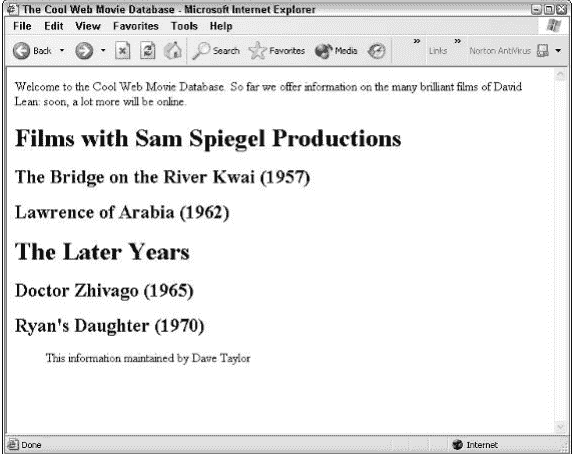 The Cool Web Movie Database - Microsoft Internet Explorer
File Edit View Favorites Tools Help
Back Search Favorites Media » Links » Norton AntiVirus
Welcome to the Cool Web Movie Database. So far we offer information on the many brilliant films of David
Lean: soon, a lot more will be online.
Films with Sam Spiegel Productions
The Bridge on the River Kwai (1957)
Lawrence of Arabia (1962)
The Later Years
Doctor Zhivago (1965)
Ryan's Daughter (1970)
This information maintained by Dave Taylor
Done Internet